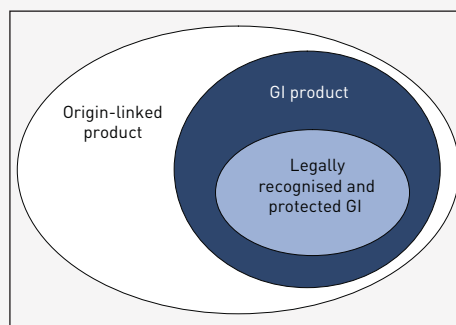 Origin-linked
product
GI product
Legally
recognised and
protected GI